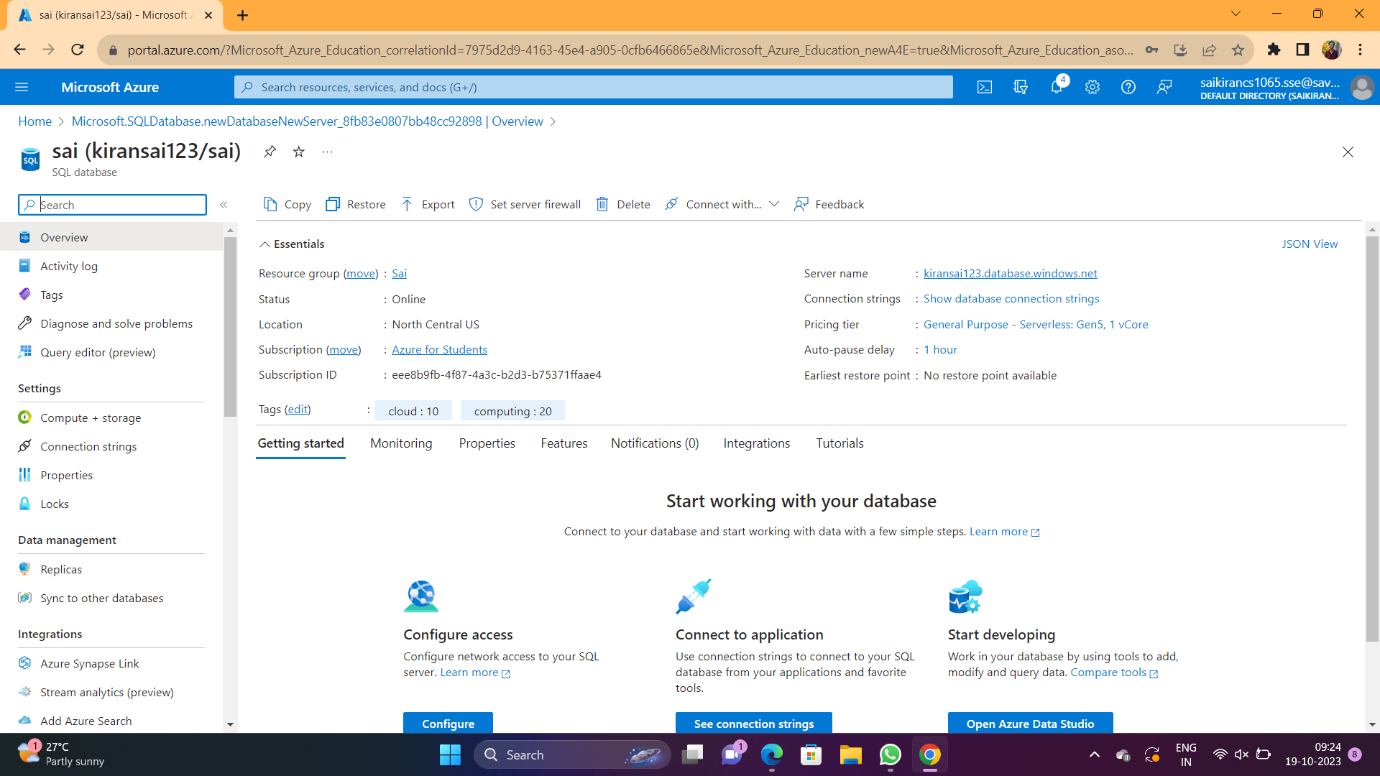 sai (kiransai123/sai) - Microsoft A
portal.azure.com/?Microsoft_Azure_Education_correlationId=7975d2d9-4163-45e4-a905-0cfb6466865e&Microsoft_Azure_Education_newA4E=true&Microsoft_Azure_Education_aso...
Microsoft Azure
Search resources, services, and docs (G+/)
4
saikirancs1065.sse@sav...
DEFAULT DIRECTORY (SAIKIRAN...
Home > Microsoft.SQLDatabase.newDatabaseNewServer_8fb83e0807bb48cc92898 | Overview >
SQL
sai (kiransai123/sai)
SQL database
Search
Copy Restore Export Set server firewall Delete Connect with... Feedback
Overview
Activity log
Tags
Diagnose and solve problems
Query editor (preview)
Settings
Compute + storage
Connection strings
Properties
Locks
Data management
Replicas
Sync to other databases
Integrations
Azure Synapse Link
Stream analytics (preview)
Add Azure Search
Essentials
JSON View
Resource group (move) : Sai
Status : Online
Location : North Central US
Subscription (move) : Azure for Students
Subscription ID : eee8b9fb-4f87-4a3c-b2d3-b75371ffaae4
Server name : kiransai123.database.windows.net
Connection strings : Show database connection strings
Pricing tier : General Purpose - Serverless: Gen5, 1 vCore
Auto-pause delay : 1 hour
Earliest restore point : No restore point available
Tags (edit) : cloud : 10 computing : 20
Getting started Monitoring Properties Features Notifications (0) Integrations Tutorials
Start working with your database
Connect to your database and start working with data with a few simple steps. Learn more
Configure access
Configure network access to your SQL
server. Learn more
Configure
Connect to application
Use connection strings to connect to your SQL
database from your applications and favorite
tools.
See connection strings
Start developing
Work in your database by using tools to add,
modify and query data. Compare tools
Open Azure Data Studio
1
27°C
Partly sunny
Search
1
ENG
IN
09:24
19-10-2023
8